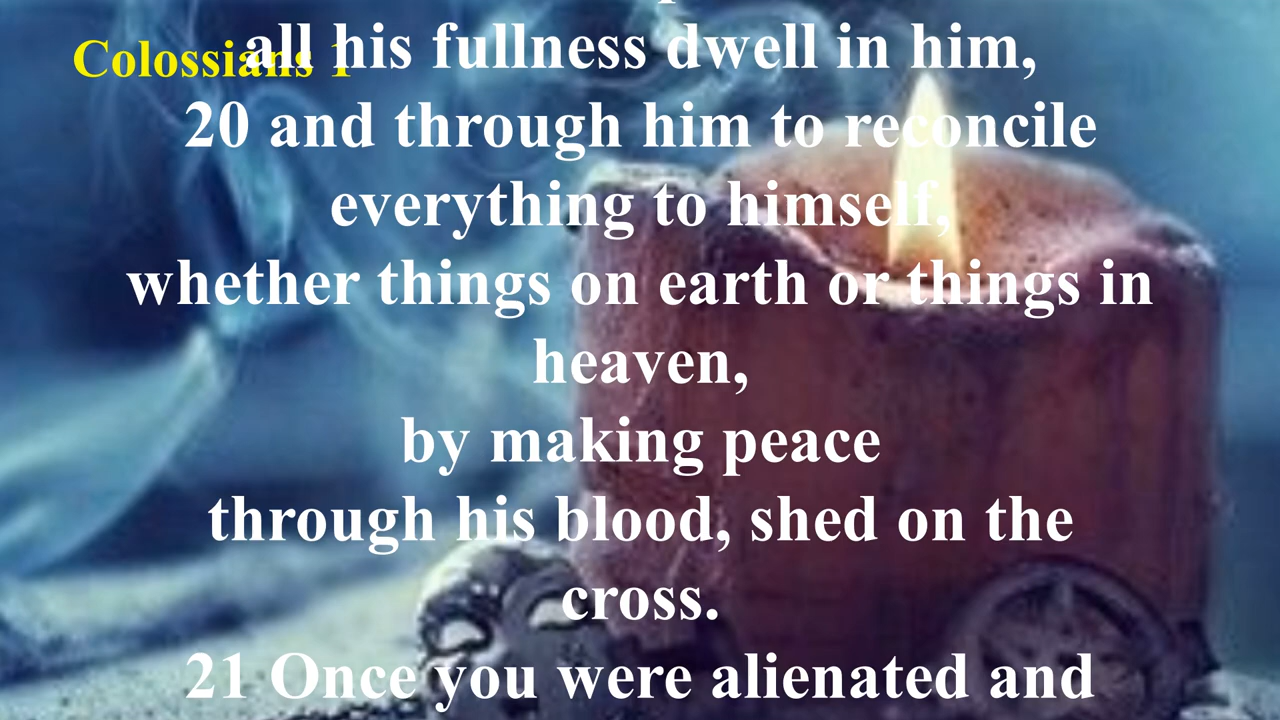 Colossians 1
all his fullness dwell in him,
20 and through him to reconcile
everything to himself,
whether things on earth or things in
heaven,
by making peace
through his blood, shed on the
cross.
21 Once you were alienated and